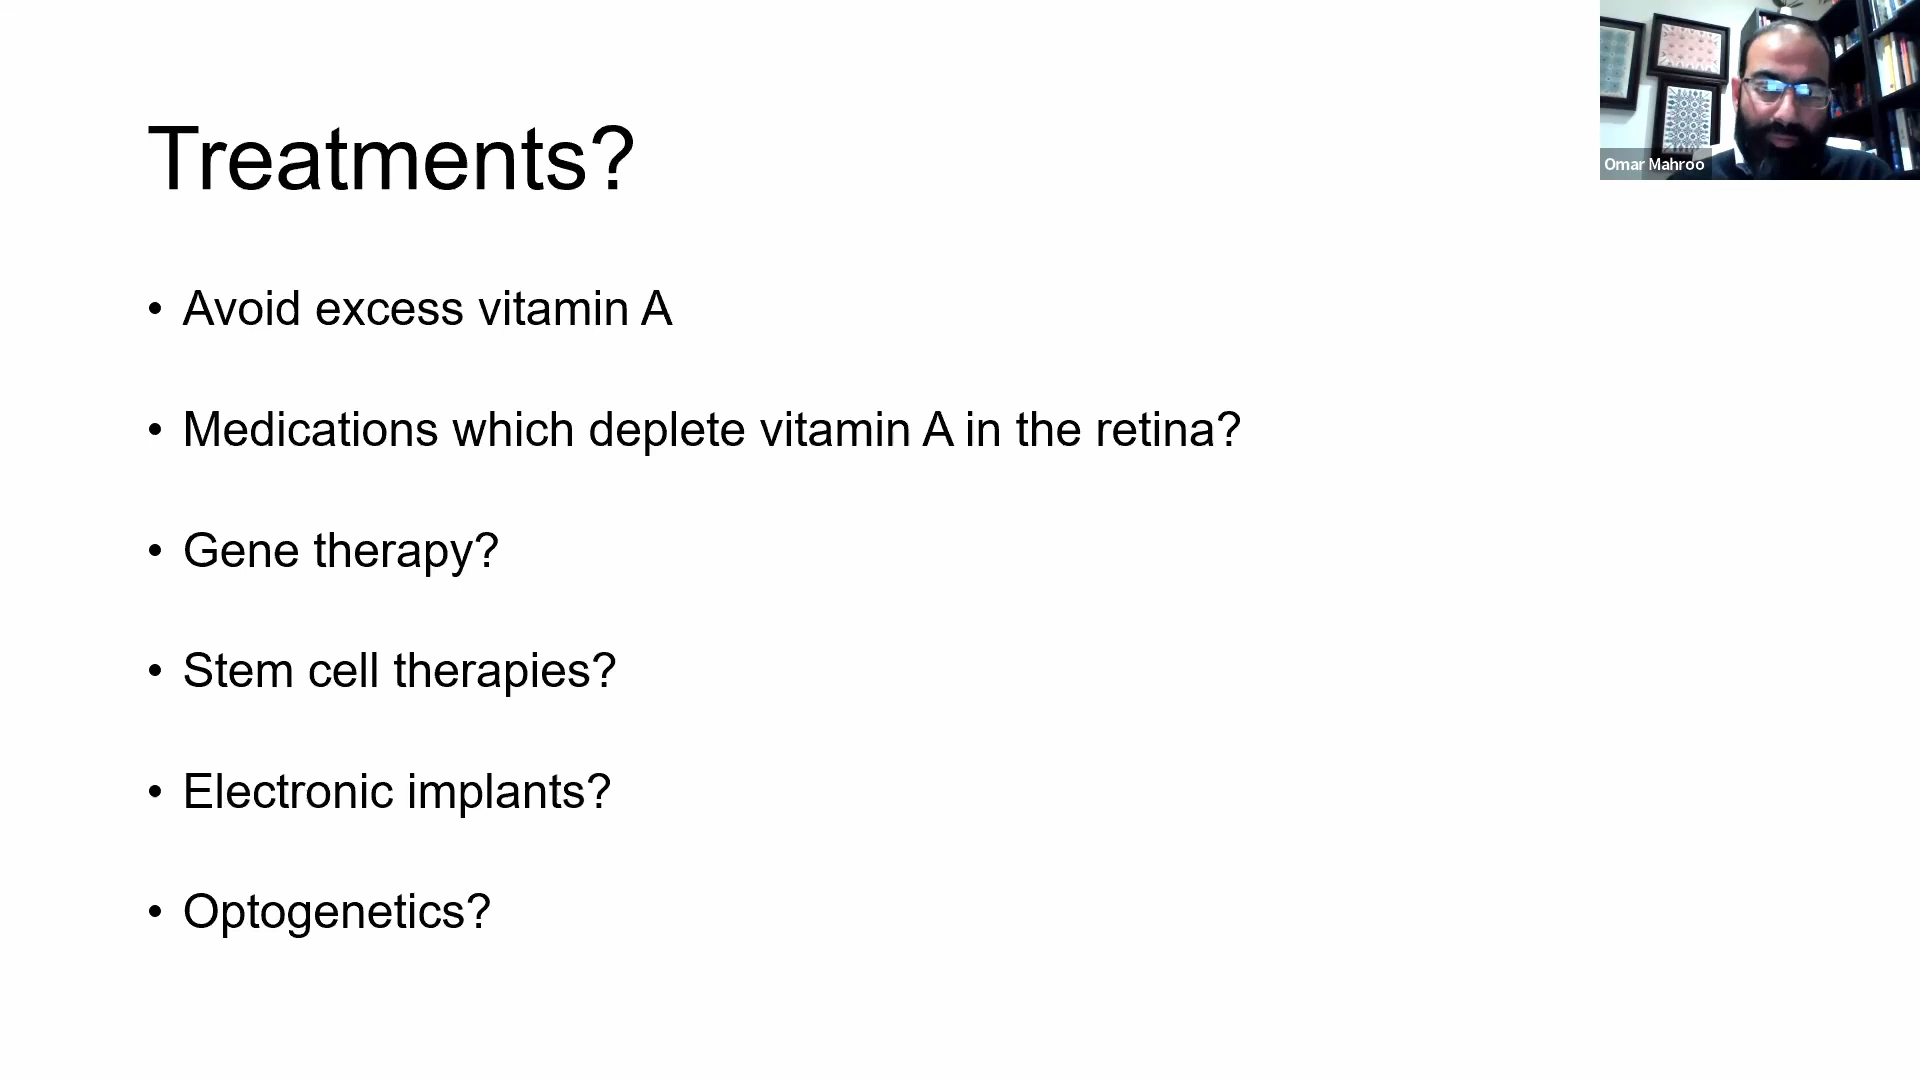 Treatments?
• Avoid excess vitamin A
• Medications which deplete vitamin A in the retina?
• Gene therapy?
• Stem cell therapies?
• Electronic implants?
• Optogenetics?
Omar Mahroo